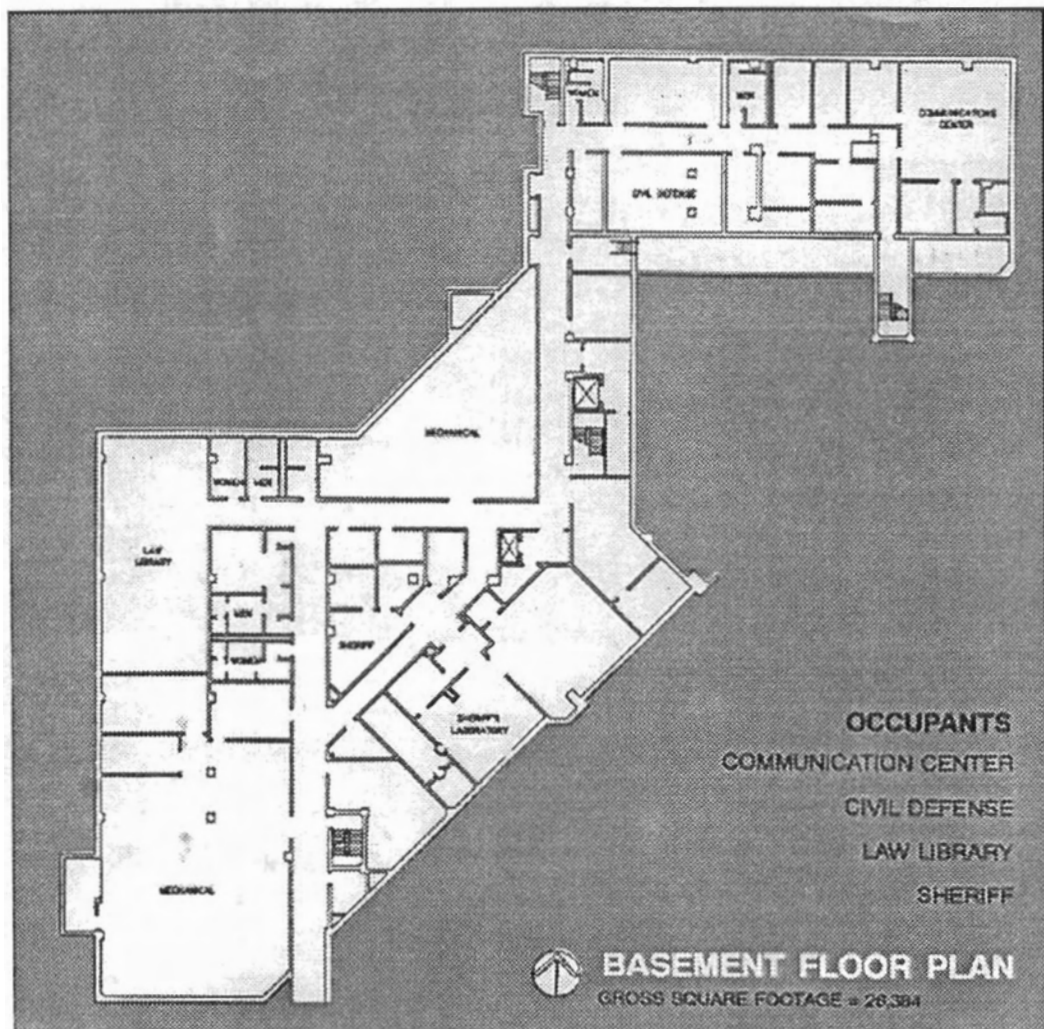 WOMEN
MEN
COMMUNICATIONS
CENTER
CIVIL DEFENSE
MECHANICAL
WOMEN
MEN
LAW
LIBRARY
MEN
SHERIFF
WOMEN
SHERIFF'S
LABORATORY
MECHANICAL
OCCUPANTS
COMMUNICATION CENTER
CIVIL DEFENSE
LAW LIBRARY
SHERIFF
BASEMENT FLOOR PLAN
GROSS SQUARE FOOTAGE = 26,384